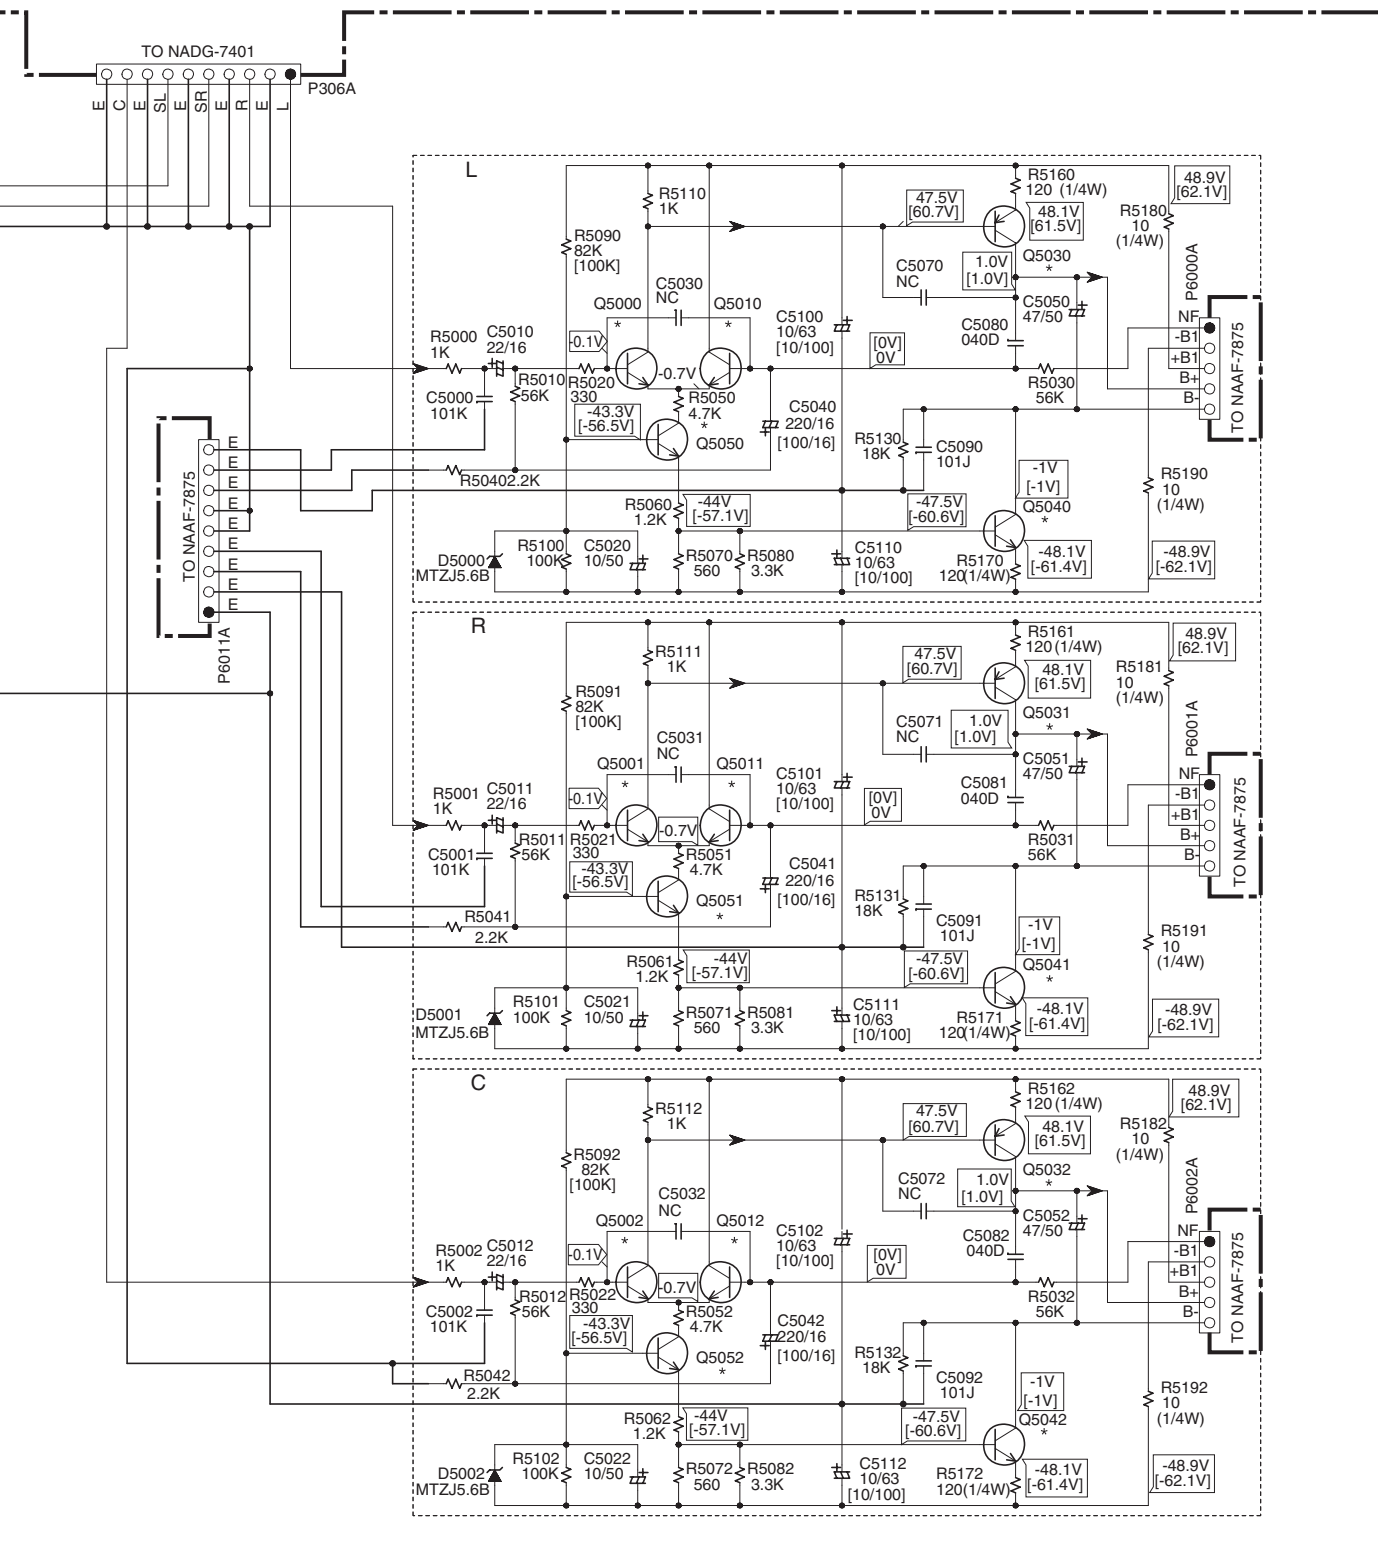 TO NADG-7401
P306A
E
C
E
SL
E
SR
E
R
E
L
L
R5110
1K
R5090
82K
[100K]
C5030
NC
Q5000
*
Q5010
*
C5100
10/63
[10/100]
47.5V
[60.7V]
R5160
120 (1/4W)
48.1V
[61.5V]
Q5030
*
C5070
NC
1.0V
[1.0V]
C5050
47/50
C5080
040D
R5180
10
(1/4W)
48.9V
[62.1V]
P6000A
NF
-B1
+B1
B+
B-
TO NAAF-7875
R5000
1K
C5010
22/16
-0.1V
-0.7V
[0V]
0V
R5010
56K
R5020
330
C5000
101K
R5050
4.7K
*
Q5050
-43.3V
[-56.5V]
C5040
220/16
[100/16]
R5030
56K
R5130
18K
C5090
101J
R5040 2.2K
-1V
[-1V]
R5190
10
(1/4W)
R5060
1.2K
-44V
[-57.1V]
-47.5V
[-60.6V]
Q5040
*
D5000
MTZJ5.6B
R5100
100K
C5020
10/50
R5070
560
R5080
3.3K
C5110
10/63
[10/100]
R5170
120(1/4W)
-48.1V
[-61.4V]
-48.9V
[-62.1V]
TO NAAF-7875
E
E
E
E
E
E
E
E
E
P6011A
R
R5111
1K
R5091
82K
[100K]
C5031
NC
Q5001
*
Q5011
*
C5101
10/63
[10/100]
47.5V
[60.7V]
R5161
120 (1/4W)
48.1V
[61.5V]
Q5031
*
C5071
NC
1.0V
[1.0V]
C5051
47/50
C5081
040D
R5181
10
(1/4W)
48.9V
[62.1V]
P6001A
NF
-B1
+B1
B+
B-
TO NAAF-7875
R5001
1K
C5011
22/16
-0.1V
-0.7V
[0V]
0V
R5011
56K
R5021
330
C5001
101K
R5051
4.7K
Q5051
*
-43.3V
[-56.5V]
C5041
220/16
[100/16]
R5031
56K
R5131
18K
C5091
101J
R5041
2.2K
-1V
[-1V]
R5191
10
(1/4W)
R5061
1.2K
-44V
[-57.1V]
-47.5V
[-60.6V]
Q5041
*
D5001
MTZJ5.6B
R5101
100K
C5021
10/50
R5071
560
R5081
3.3K
C5111
10/63
[10/100]
R5171
120(1/4W)
-48.1V
[-61.4V]
-48.9V
[-62.1V]
C
R5112
1K
R5092
82K
[100K]
C5032
NC
Q5002
*
Q5012
*
C5102
10/63
[10/100]
47.5V
[60.7V]
R5162
120 (1/4W)
48.1V
[61.5V]
Q5032
*
C5072
NC
1.0V
[1.0V]
C5052
47/50
C5082
040D
R5182
10
(1/4W)
48.9V
[62.1V]
P6002A
NF
-B1
+B1
B+
B-
TO NAAF-7875
R5002
1K
C5012
22/16
-0.1V
-0.7V
[0V]
0V
R5012
56K
R5022
330
C5002
101K
R5052
4.7K
Q5052
*
-43.3V
[-56.5V]
C5042
220/16
[100/16]
R5032
56K
R5132
18K
C5092
101J
R5042
2.2K
-1V
[-1V]
R5192
10
(1/4W)
R5062
1.2K
-44V
[-57.1V]
-47.5V
[-60.6V]
Q5042
*
D5002
MTZJ5.6B
R5102
100K
C5022
10/50
R5072
560
R5082
3.3K
C5112
10/63
[10/100]
R5172
120(1/4W)
-48.1V
[-61.4V]
-48.9V
[-62.1V]